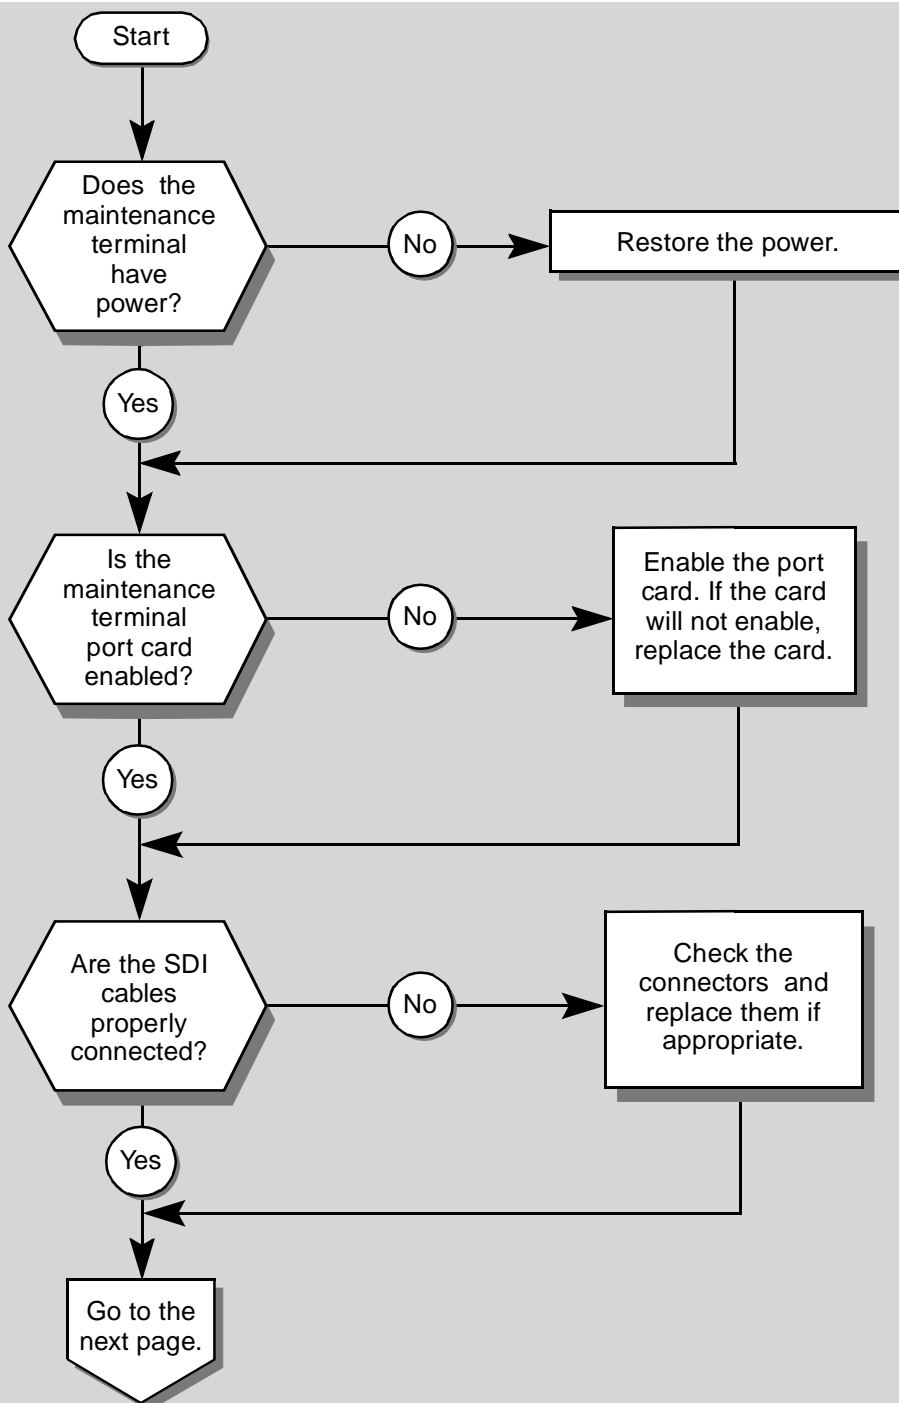 Start
Does the
maintenance
terminal
have
power?
No
Restore the power.
Yes
Is the
maintenance
terminal
port card
enabled?
No
Enable the port
card. If the card
will not enable,
replace the card.
Yes
Are the SDI
cables
properly
connected?
No
Check the
connectors and
replace them if
appropriate.
Yes
Go to the
next page.